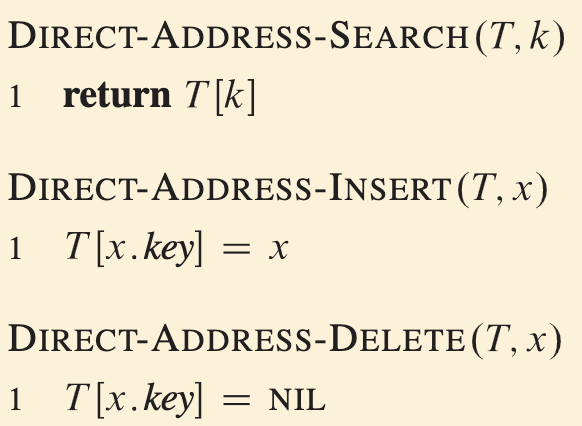 DIRECT-ADDRESS-SEARCH(T, k)
1 return T[k]
DIRECT-ADDRESS-INSERT(T, x)
1 T[x.key] = x
DIRECT-ADDRESS-DELETE(T, x)
1 T[x.key] = NIL